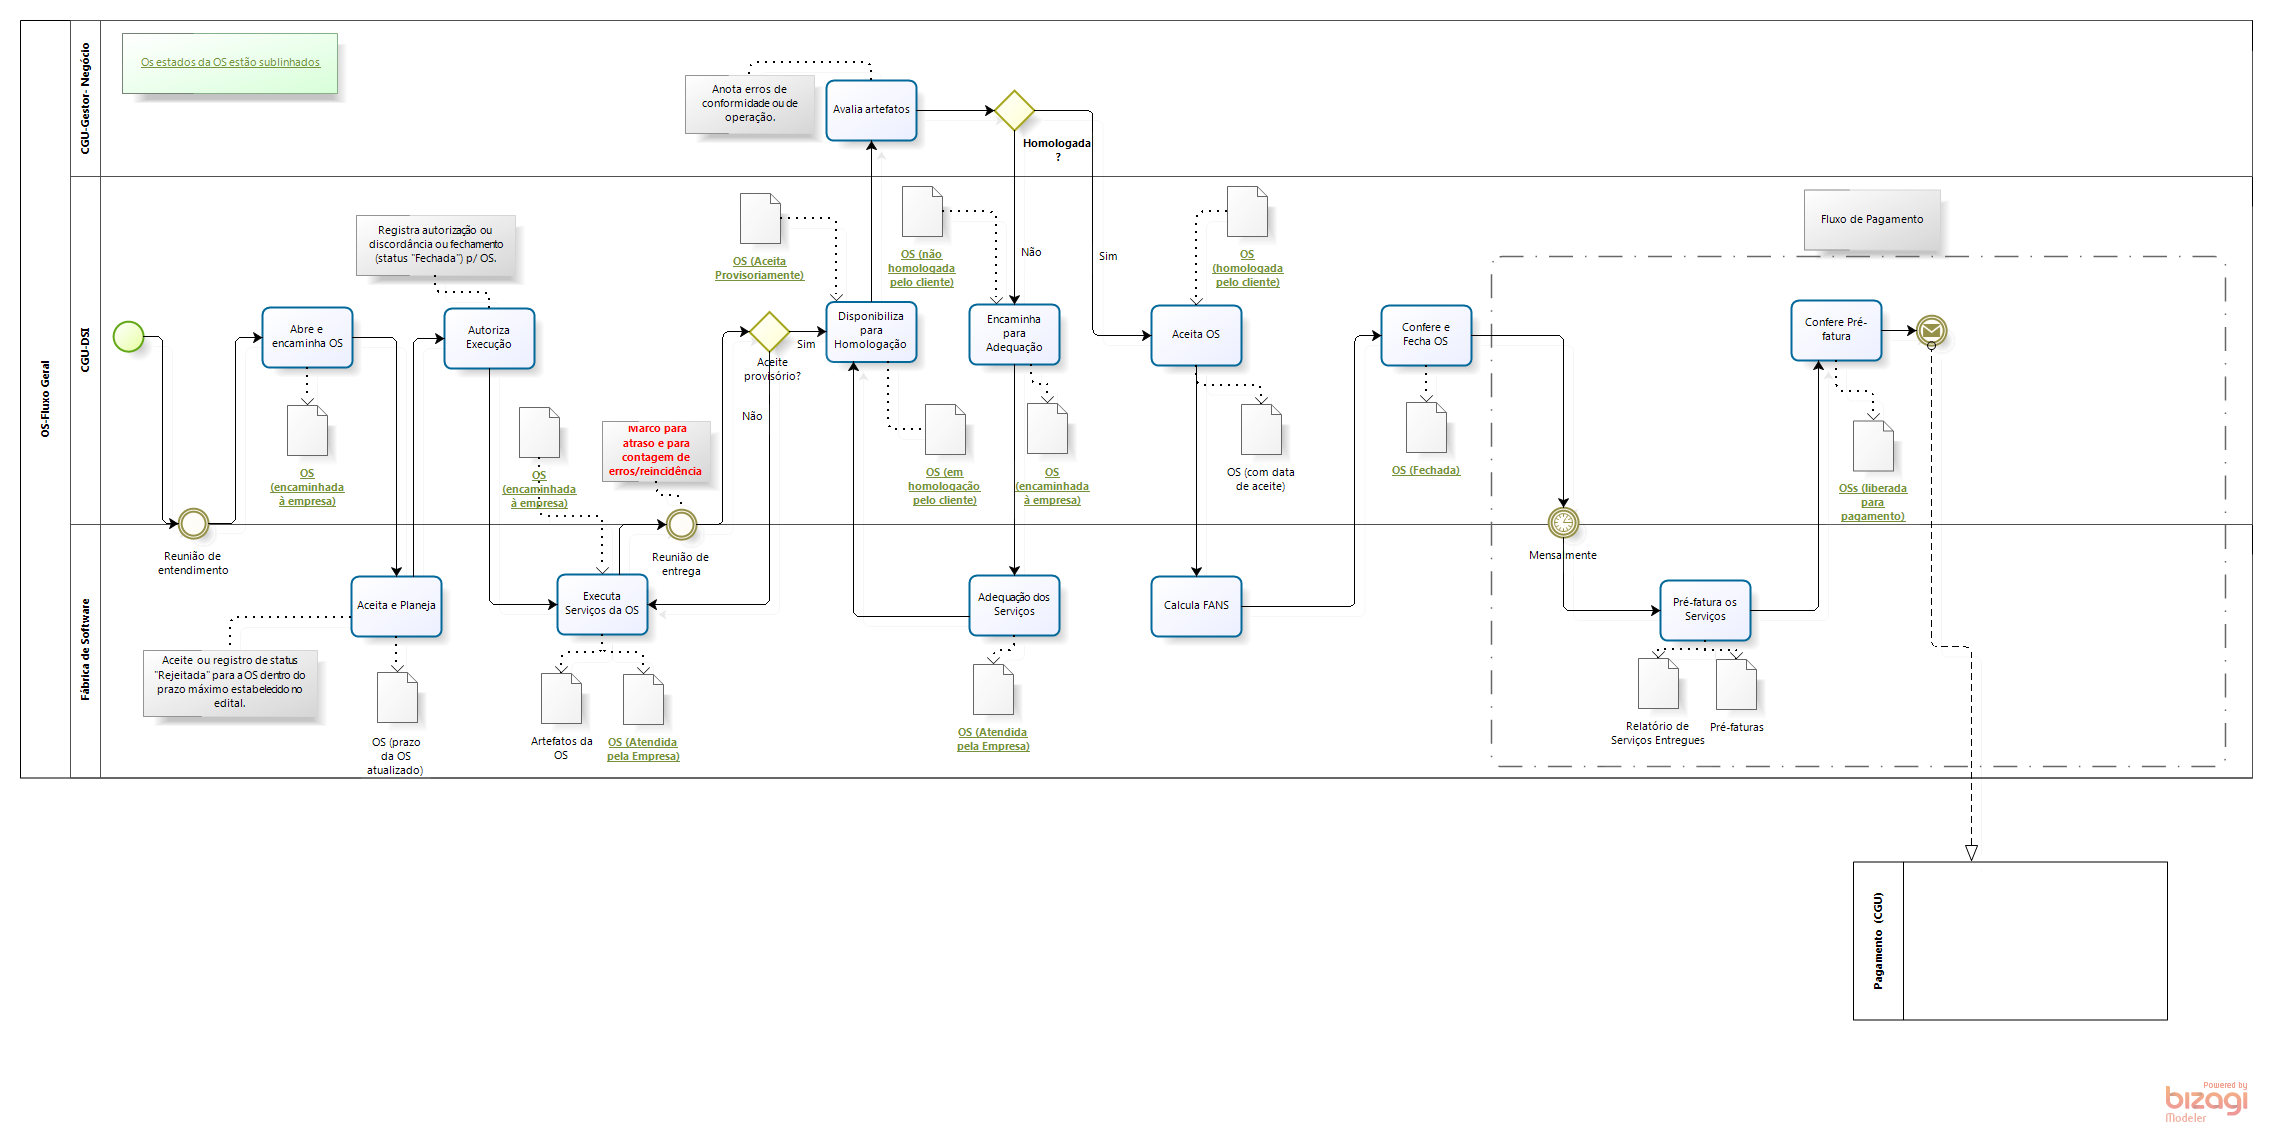 OS-Fluxo Geral
CGU-Gestor- Negócio
Os estados da OS estão sublinhados
Anota erros de
conformidade ou de
operação.
Avalia artefatos
Homologada
?
CGU-DSI
Registra autorização ou
discordância ou fechamento
(status "Fechada") p/ OS.
OS (Aceita
Provisoriamente)
OS (não
homologada
pelo cliente)
Não
Sim
OS
(homologada
pelo cliente)
Fluxo de Pagamento
Abre e
encaminha OS
Autoriza
Execução
Aceite
provisório?
Sim
Não
Disponibiliza
para
Homologação
Encaminha
para
Adequação
Aceita OS
Confere e
Fecha OS
Confere Pré-
fatura
OS
(encaminhada
à empresa)
OS
(encaminhada
à empresa)
Marco para
atraso e para
contagem de
erros/reincidência
OS (em
homologação
pelo cliente)
OS
(encaminhada
à empresa)
OS (com data
de aceite)
OS (Fechada)
OSs (liberada
para
pagamento)
Reunião de
entendimento
Reunião de
entrega
Mensalmente
Fábrica de Software
Aceita e Planeja
Executa
Serviços da OS
Adequação dos
Serviços
Calcula FANS
Pré-fatura os
Serviços
Aceite ou registro de status
"Rejeitada" para a OS dentro do
prazo máximo estabelecido no
edital.
OS (prazo
da OS
atualizado)
Artefatos da
OS
OS (Atendida
pela Empresa)
OS (Atendida
pela Empresa)
Relatório de
Serviços Entregues
Pré-faturas
Pagamento (CGU)
Powered by
bizagi
Modeler